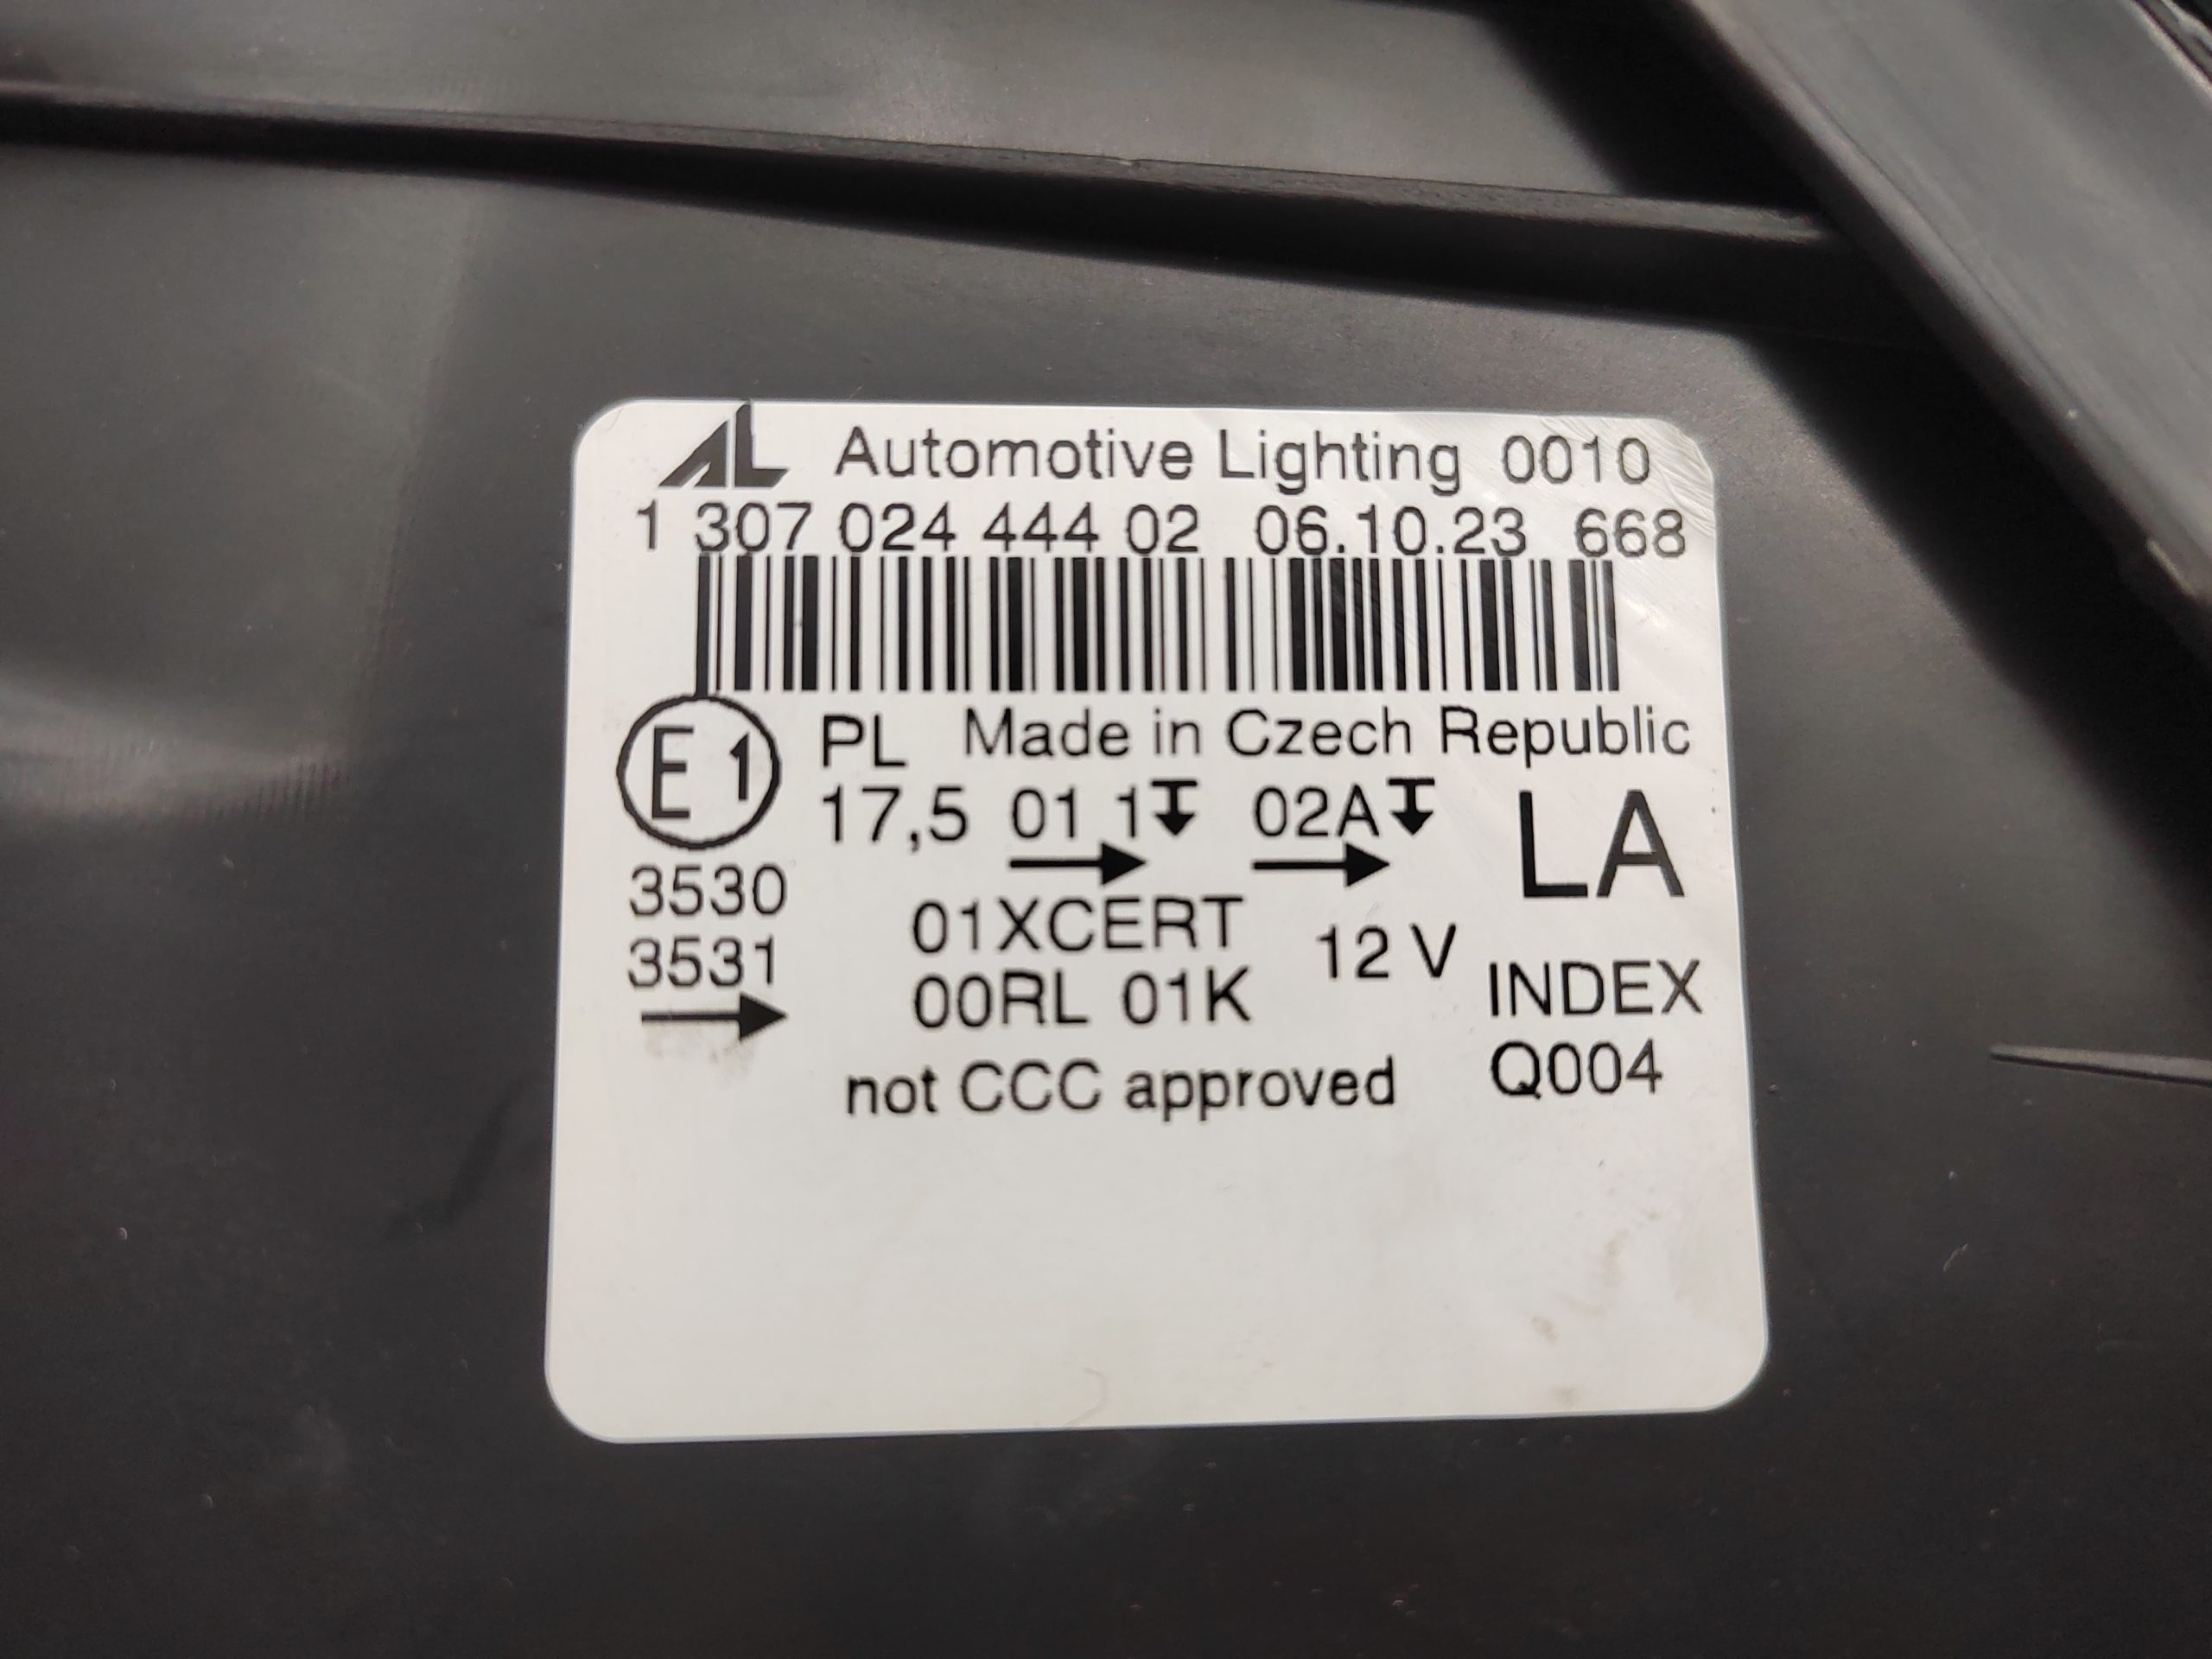 AL Automotive Lighting 0010
1 307 024 444 02 06.10.23 668
E1 PL Made in Czech Republic
17,5 01 1 02A LA
3530
01XCERT 12 V
3531
00RL 01K INDEX
not CCC approved Q004